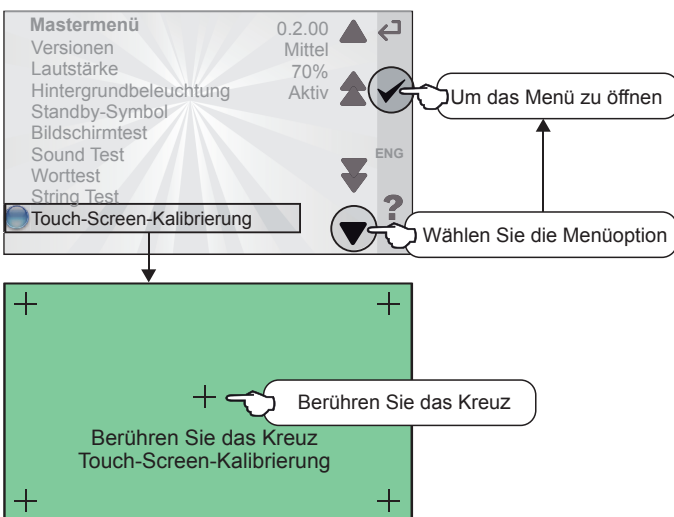 Mastermenü
Versionen 0.2.00
Lautstärke Mittel
Hintergrundbeleuchtung 70%
Standby-Symbol Aktiv
Bildschirmtest
Sound Test
Worttest
String Test
Touch-Screen-Kalibrierung
ENG
?
Um das Menü zu öffnen
Wählen Sie die Menüoption
Berühren Sie das Kreuz
Berühren Sie das Kreuz
Touch-Screen-Kalibrierung